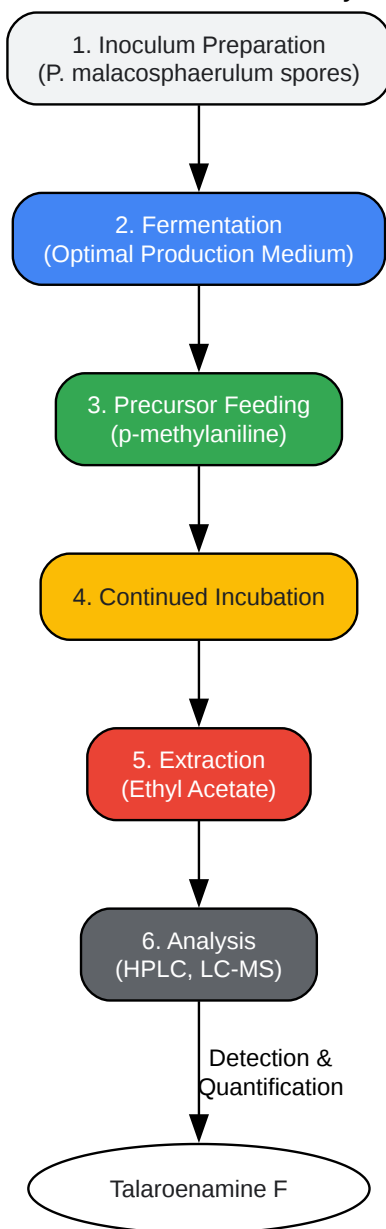 1. Inoculum Preparation
(P. malacosphaerulum spores)
2. Fermentation
(Optimal Production Medium)
3. Precursor Feeding
(p-methylaniline)
4. Continued Incubation
5. Extraction
(Ethyl Acetate)
6. Analysis
(HPLC, LC-MS)
Detection &
Quantification
Talaroenamine F